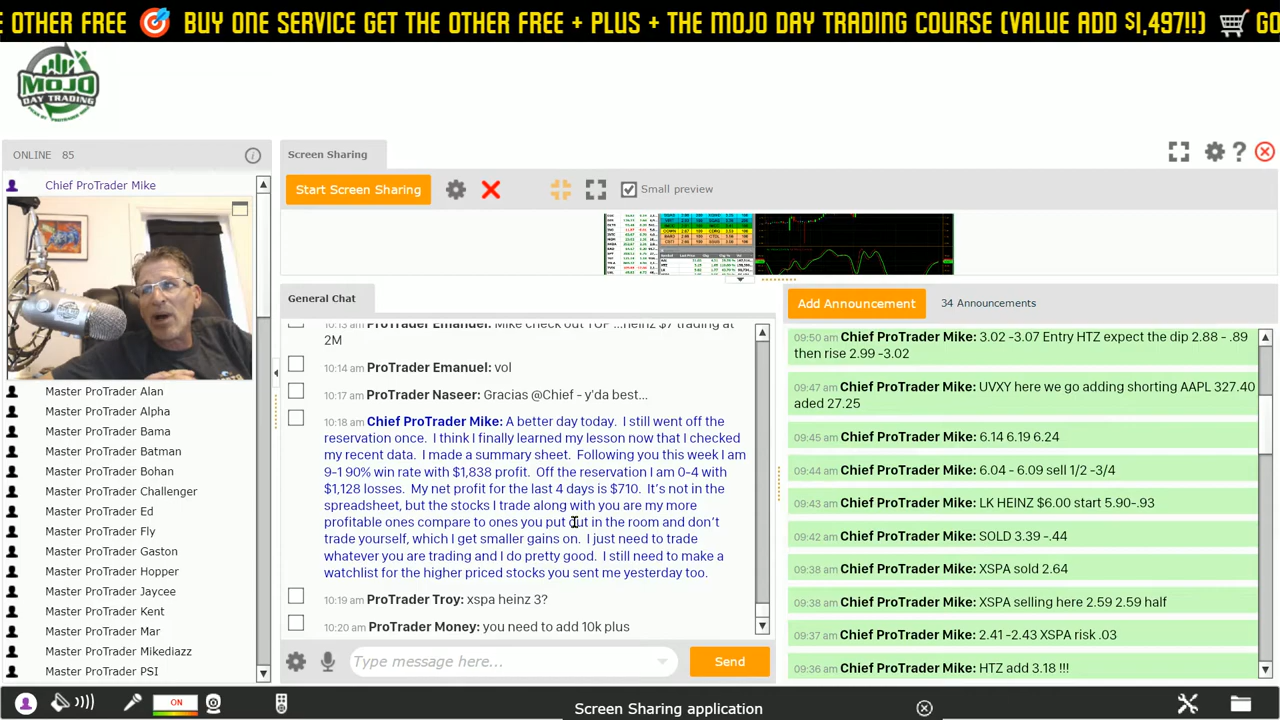 E OTHER FREE 🎯 BUY ONE SERVICE GET THE OTHER FREE + PLUS + THE MOJO DAY TRADING COURSE (VALUE ADD $1,497!!) 🛒 GO
MOJO
DAY TRADING
ONLINE 85
Screen Sharing
Chief ProTrader Mike
Start Screen Sharing
Small preview
General Chat
Add Announcement
34 Announcements
10:13 am ProTrader Emanuel: Mike check out TOP ...heinz $7 trading at
2M
10:14 am ProTrader Emanuel: vol
10:17 am ProTrader Naseer: Gracias @Chief - y'da best...
10:18 am Chief ProTrader Mike: A better day today. I still went off the
reservation once. I think I finally learned my lesson now that I checked
my recent data. I made a summary sheet. Following you this week I am
9-1 90% win rate with $1,838 profit. Off the reservation I am 0-4 with
$1,128 losses. My net profit for the last 4 days is $710. It's not in the
spreadsheet, but the stocks I trade along with you are my more
profitable ones compare to ones you put out in the room and don't
trade yourself, which I get smaller gains on. I just need to trade
whatever you are trading and I do pretty good. I still need to make a
watchlist for the higher priced stocks you sent me yesterday too.
10:19 am ProTrader Troy: xspa heinz 3?
10:20 am ProTrader Money: you need to add 10k plus
Type message here...
Send
09:50 am Chief ProTrader Mike: 3.02 -3.07 Entry HTZ expect the dip 2.88 - .89
then rise 2.99 -3.02
09:47 am Chief ProTrader Mike: UVXY here we go adding shorting AAPL 327.40
aded 27.25
09:45 am Chief ProTrader Mike: 6.14 6.19 6.24
09:44 am Chief ProTrader Mike: 6.04 - 6.09 sell 1/2 -3/4
09:43 am Chief ProTrader Mike: LK HEINZ $6.00 start 5.90-.93
09:42 am Chief ProTrader Mike: SOLD 3.39 -.44
09:38 am Chief ProTrader Mike: XSPA sold 2.64
09:38 am Chief ProTrader Mike: XSPA selling here 2.59 2.59 half
09:37 am Chief ProTrader Mike: 2.41 -2.43 XSPA risk .03
09:36 am Chief ProTrader Mike: HTZ add 3.18 !!!
Master ProTrader Alan
Master ProTrader Alpha
Master ProTrader Bama
Master ProTrader Batman
Master ProTrader Bohan
Master ProTrader Challenger
Master ProTrader Ed
Master ProTrader Fly
Master ProTrader Gaston
Master ProTrader Hopper
Master ProTrader Jaycee
Master ProTrader Kent
Master ProTrader Mar
Master ProTrader Mikediazz
Master ProTrader PSI
ON
Screen Sharing application